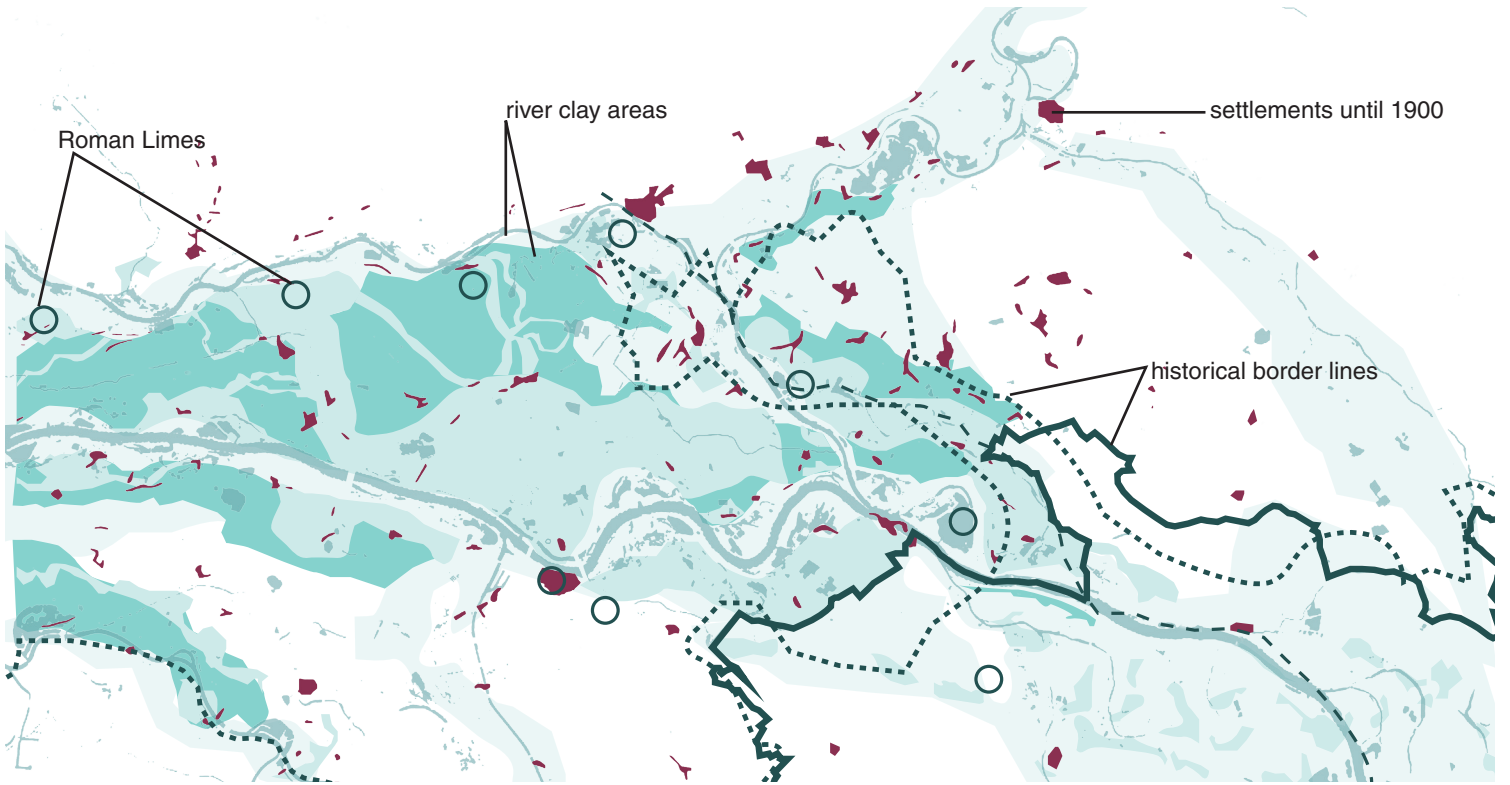 river clay areas
settlements until 1900
Roman Limes
historical border lines